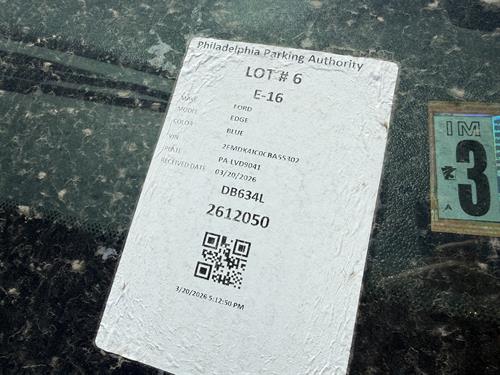 Philadelphia Parking Authority
LOT # 6
E-16
MAKE FORD
MODEL EDGE
COLOR BLUE
VIN 2FMDK4JC0CBA55302
PLATE PA-LVD9041
RECEIVED DATE 03/20/2026
DB634L
2612050
3/20/2026 5:12:50 PM
IM
3